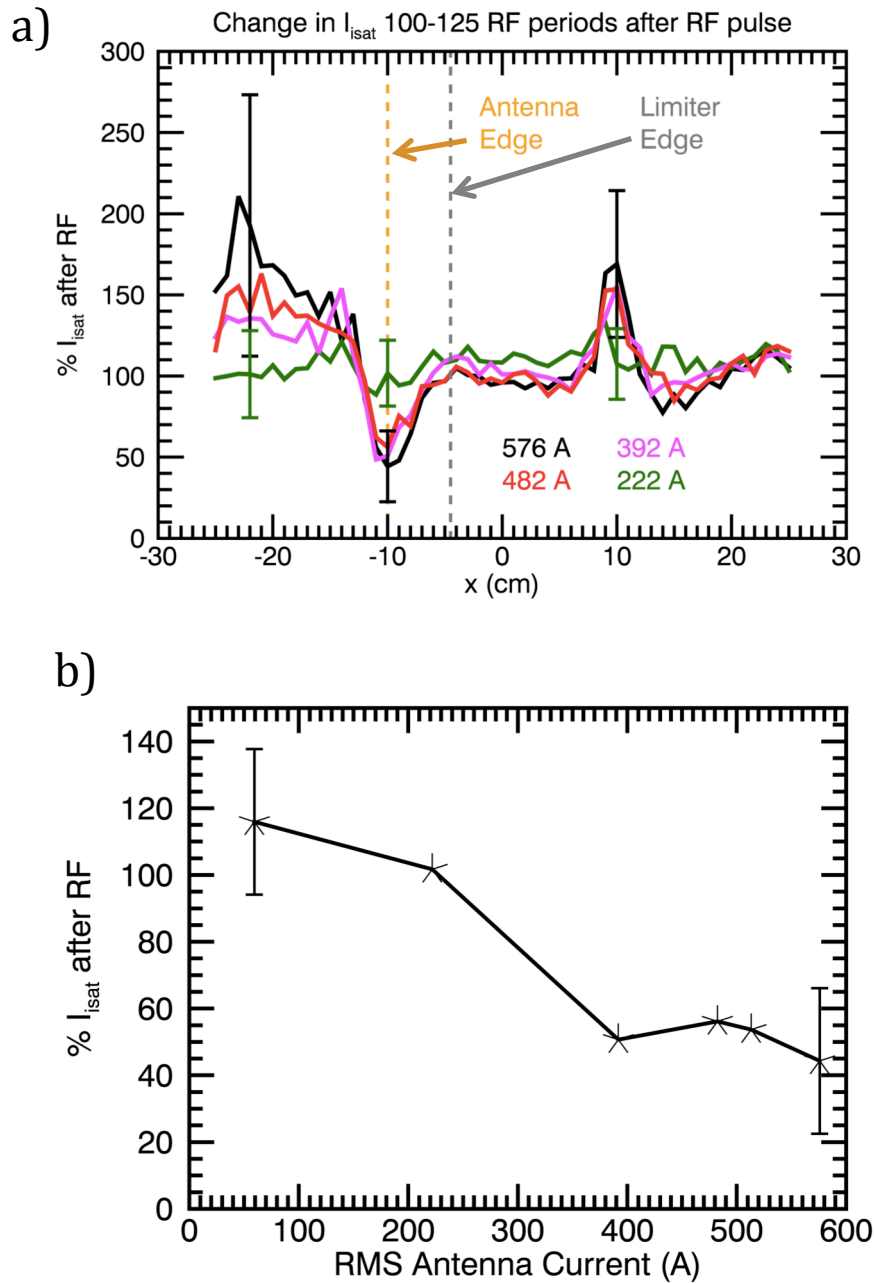 a)
Change in I_isat 100-125 RF periods after RF pulse
300
250
200
150
100
50
0
% I_isat after RF
Antenna
Edge
Limiter
Edge
576 A
392 A
482 A
222 A
-30
-20
-10
0
10
20
30
x (cm)
b)
140
120
100
80
60
40
20
0
% I_isat after RF
0
100
200
300
400
500
600
RMS Antenna Current (A)